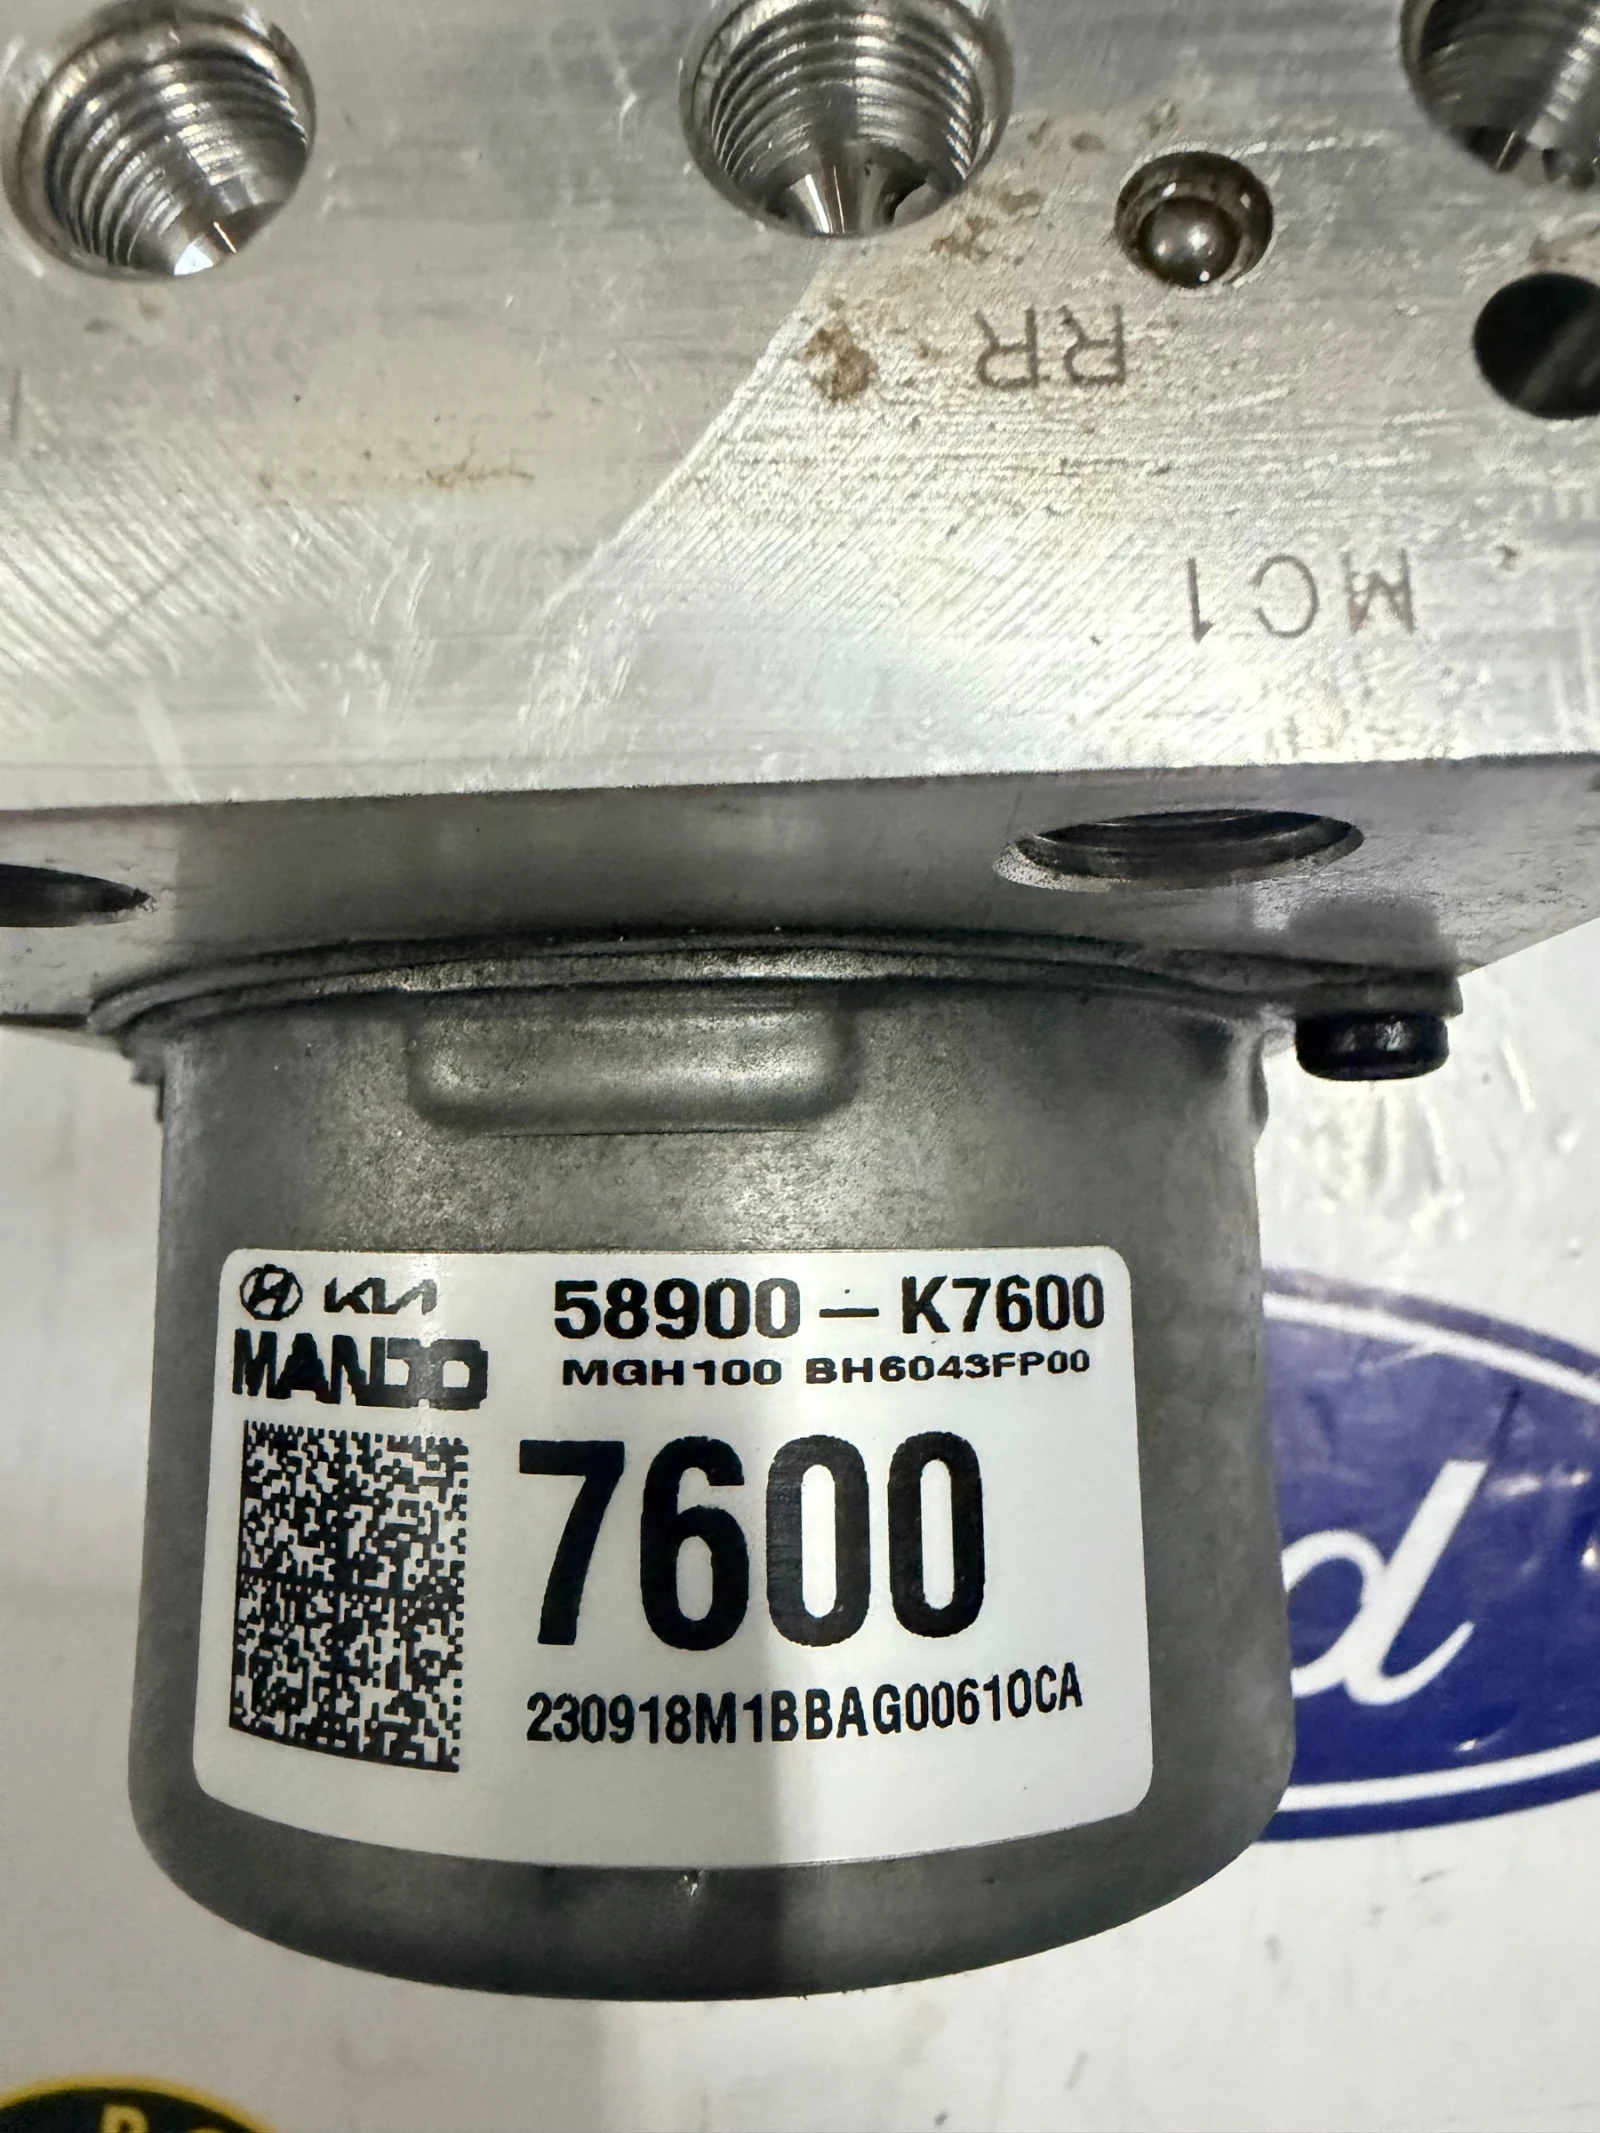 RR
MC1
KIA
58900-K7600
MANDO
MGH100 BH6043FP00
7600
230918M1BBAG00610CA